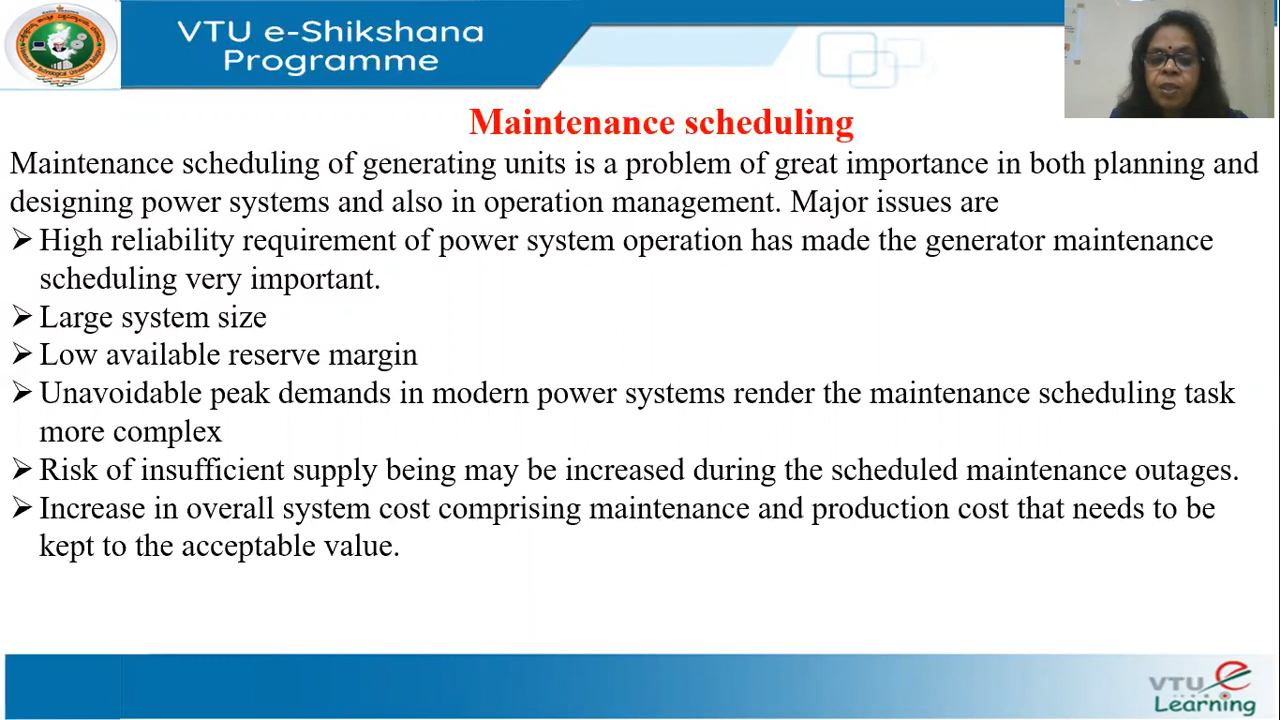 VTU e-Shikshana
Programme
Maintenance scheduling
Maintenance scheduling of generating units is a problem of great importance in both planning and
designing power systems and also in operation management. Major issues are
➢ High reliability requirement of power system operation has made the generator maintenance
scheduling very important.
➢ Large system size
➢ Low available reserve margin
➢ Unavoidable peak demands in modern power systems render the maintenance scheduling task
more complex
➢ Risk of insufficient supply being may be increased during the scheduled maintenance outages.
➢ Increase in overall system cost comprising maintenance and production cost that needs to be
kept to the acceptable value.
VTU e
Learning